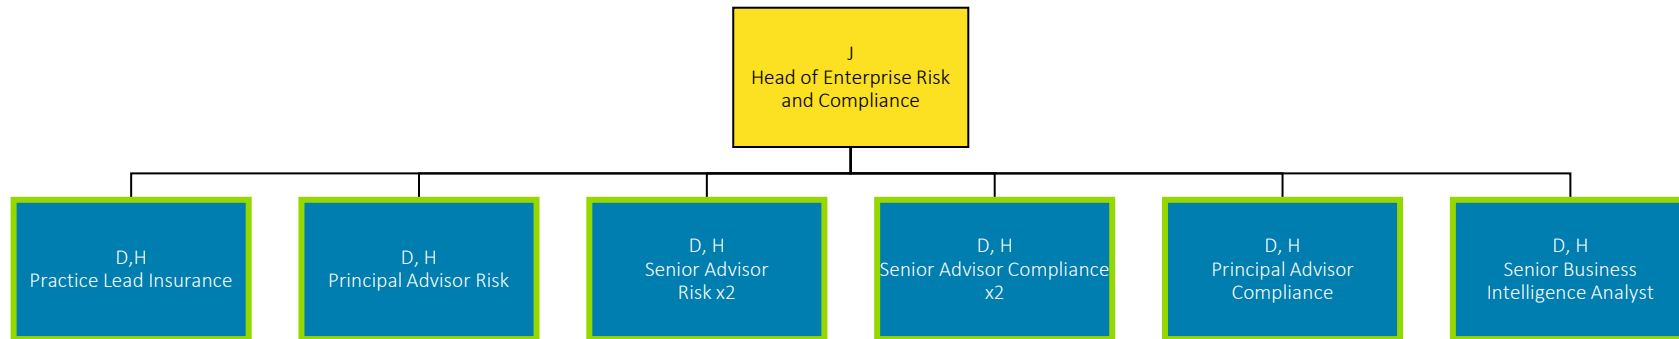 J
Head of Enterprise Risk
and Compliance
D,H
Practice Lead Insurance
D, H
Principal Advisor Risk
D, H
Senior Advisor
Risk x2
D, H
Senior Advisor Compliance
x2
D, H
Principal Advisor
Compliance
D, H
Senior Business
Intelligence Analyst